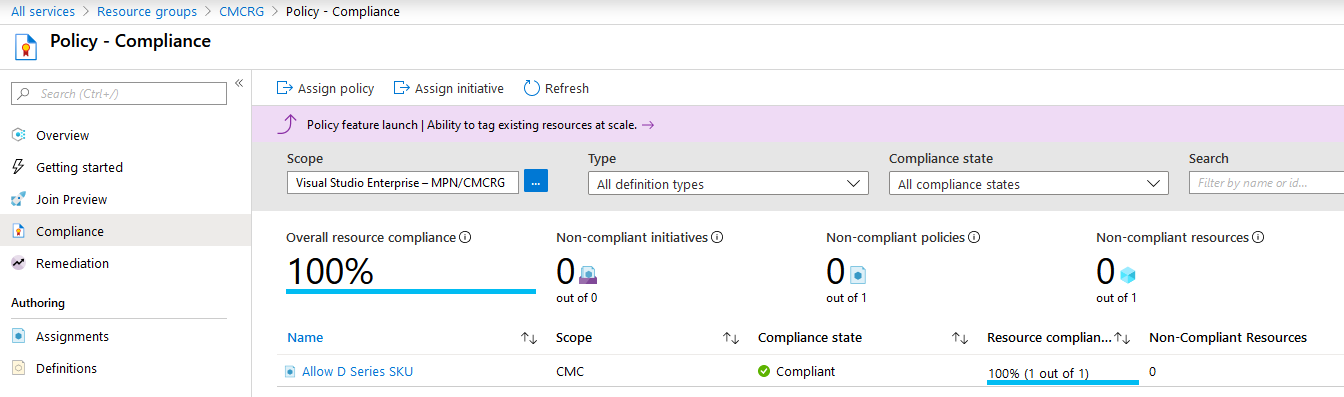 All services > Resource groups > CMCRG > Policy - Compliance
Policy - Compliance
Search (Ctrl+/)
«
Overview
Getting started
Join Preview
Compliance
Remediation
Authoring
Assignments
Definitions
Assign policy Assign initiative Refresh
Policy feature launch | Ability to tag existing resources at scale. →
Scope Type Compliance state Search
Visual Studio Enterprise – MPN/CMCRG ... All definition types All compliance states Filter by name or id...
Overall resource compliance Non-compliant initiatives Non-compliant policies Non-compliant resources
100% 0 0 0
out of 0 out of 1 out of 1
Name Scope Compliance state Resource complian... Non-Compliant Resources
Allow D Series SKU CMC Compliant 100% (1 out of 1) 0